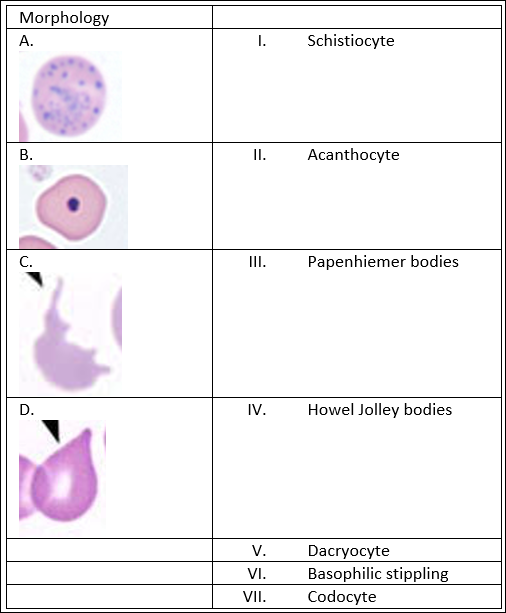 Morphology
A. I. Schistiocyte
B. II. Acanthocyte
C. III. Papenhiemer bodies
D. IV. Howel Jolley bodies
V. Dacryocyte
VI. Basophilic stippling
VII. Codocyte